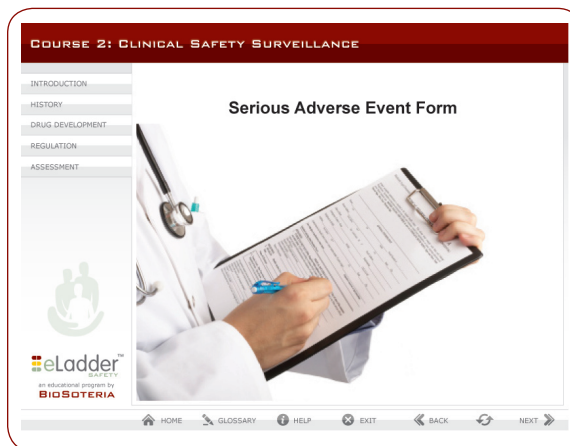 COURSE 2: CLINICAL SAFETY SURVEILLANCE
INTRODUCTION
HISTORY
DRUG DEVELOPMENT
REGULATION
ASSESSMENT
Serious Adverse Event Form
eLadder™
SAFETY
an educational program by
BIOSOTERIA
HOME GLOSSARY HELP EXIT BACK NEXT